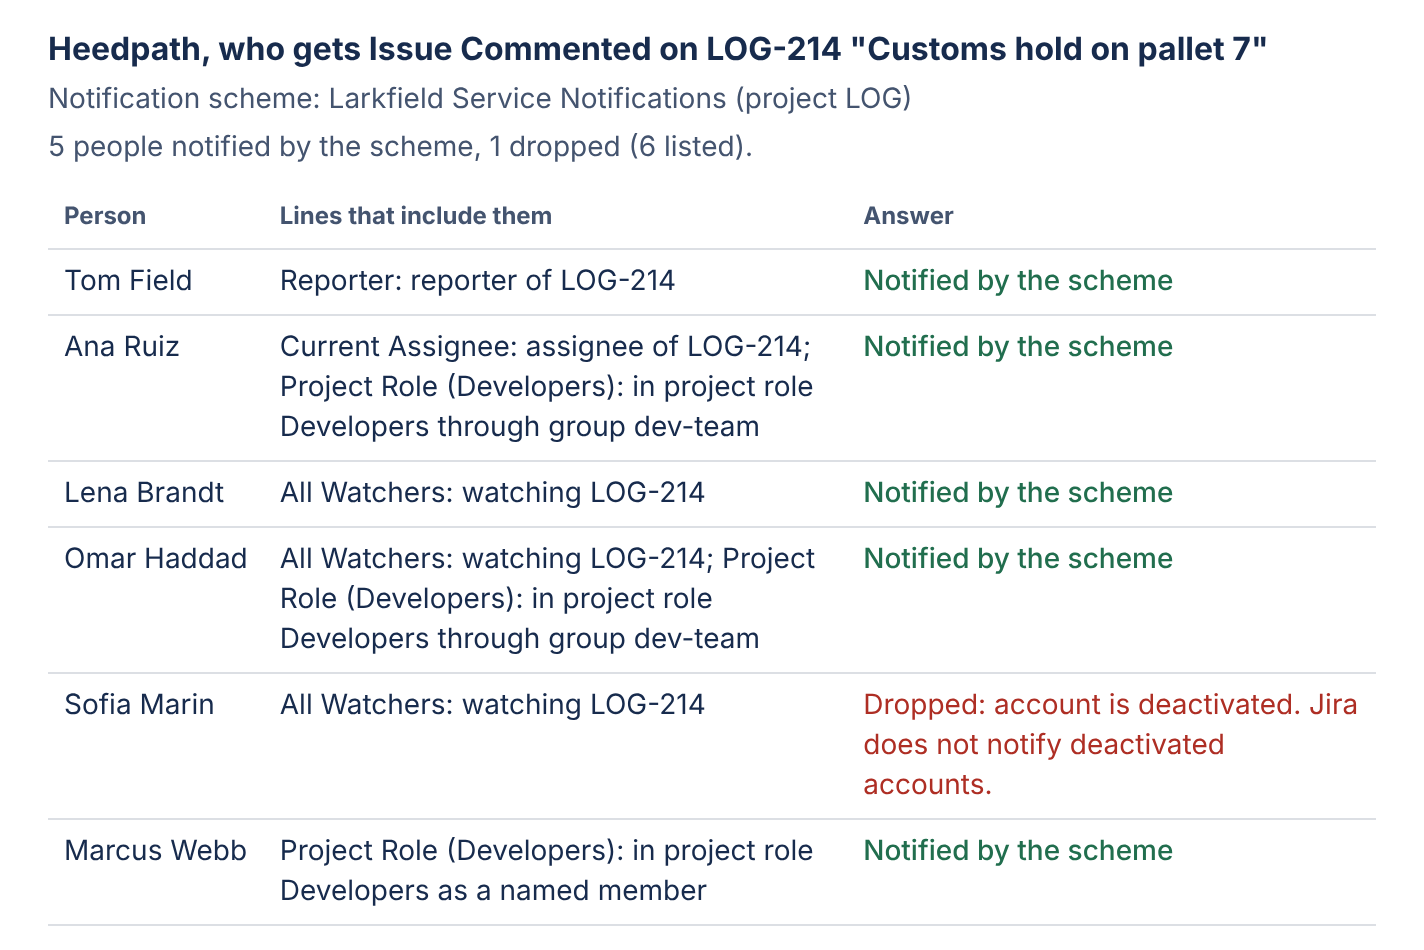 Heedpath, who gets Issue Commented on LOG-214 "Customs hold on pallet 7"
Notification scheme: Larkfield Service Notifications (project LOG)
5 people notified by the scheme, 1 dropped (6 listed).
Person Lines that include them Answer
Tom Field Reporter: reporter of LOG-214 Notified by the scheme
Ana Ruiz Current Assignee: assignee of LOG-214; Notified by the scheme
Project Role (Developers): in project role
Developers through group dev-team
Lena Brandt All Watchers: watching LOG-214 Notified by the scheme
Omar Haddad All Watchers: watching LOG-214; Project Notified by the scheme
Role (Developers): in project role
Developers through group dev-team
Sofia Marin All Watchers: watching LOG-214 Dropped: account is deactivated. Jira
does not notify deactivated
accounts.
Marcus Webb Project Role (Developers): in project role Notified by the scheme
Developers as a named member